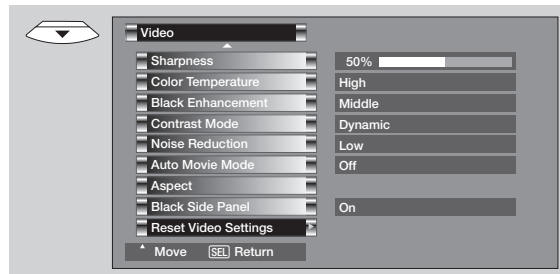 Video
Sharpness 50%
Color Temperature High
Black Enhancement Middle
Contrast Mode Dynamic
Noise Reduction Low
Auto Movie Mode Off
Aspect
Black Side Panel On
Reset Video Settings
Move SEL Return